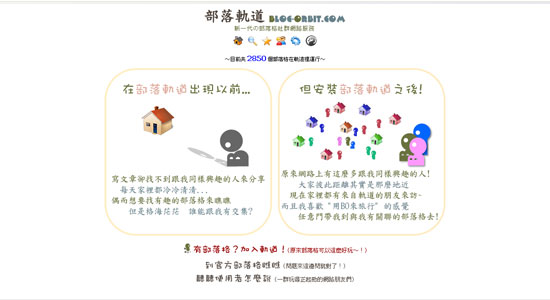 部落軌道 BLOG-ORBIT.COM
新一代の部落格社群網路服務
～目前共 2850 個部落格在軌道運行～
在部落軌道出現以前...
寫文章卻找不到跟我同樣興趣的人來分享
每天家裡都冷冷清清...
偶而想要找有趣的部落格來瞧瞧
但是格海茫茫 誰能跟我有交集?
但安裝部落軌道之後!
原來網路上有這麼多跟我同樣興趣的人!
大家彼此距離其實是那麼地近
現在家裡都有來自軌道的朋友來訪~
而且我喜歡"用BO來旅行"的感覺
任意門帶我到與我有關聯的部落格去!
有部落格？加入軌道！(原來部落格可以這麼好玩～！)
到官方部落格瞧瞧 (問題來這邊問就對了！)
聽聽使用者怎麼說 (一群玩落正起勁的網路朋友們)